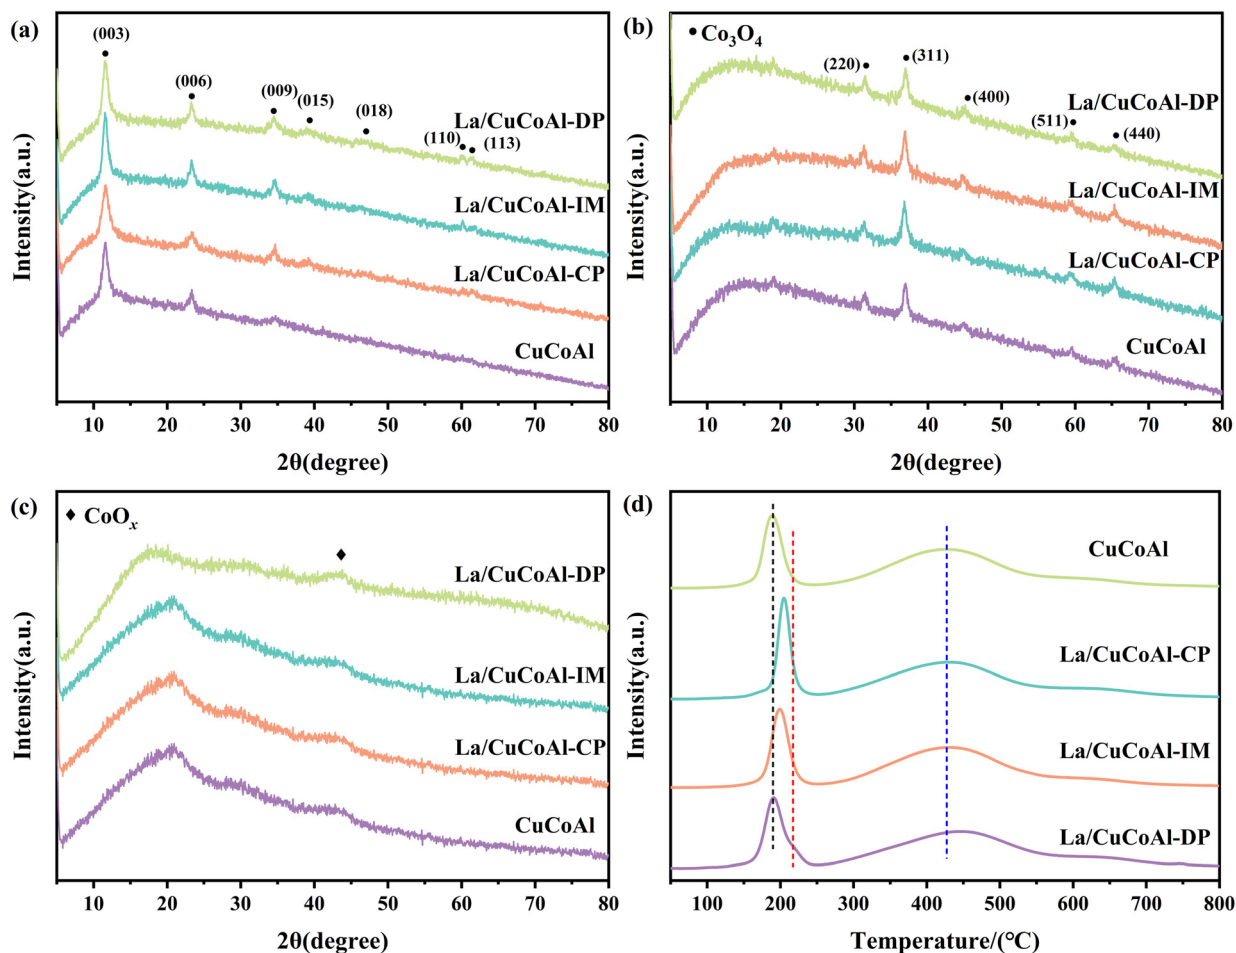 (a)
(003)
(006)
(009)
(015)
(018)
(110)
(113)
La/CuCoAl-DP
La/CuCoAl-IM
La/CuCoAl-CP
CuCoAl
Intensity(a.u.)
10 20 30 40 50 60 70 80
2θ(degree)
(b)
• Co₃O₄
(220)
(311)
(400)
(511)
(440)
La/CuCoAl-DP
La/CuCoAl-IM
La/CuCoAl-CP
CuCoAl
Intensity(a.u.)
10 20 30 40 50 60 70 80
2θ(degree)
(c)
◆ CoOₓ
La/CuCoAl-DP
La/CuCoAl-IM
La/CuCoAl-CP
CuCoAl
Intensity(a.u.)
10 20 30 40 50 60 70 80
2θ(degree)
(d)
CuCoAl
La/CuCoAl-CP
La/CuCoAl-IM
La/CuCoAl-DP
Intensity(a.u.)
100 200 300 400 500 600 700 800
Temperature/(°C)